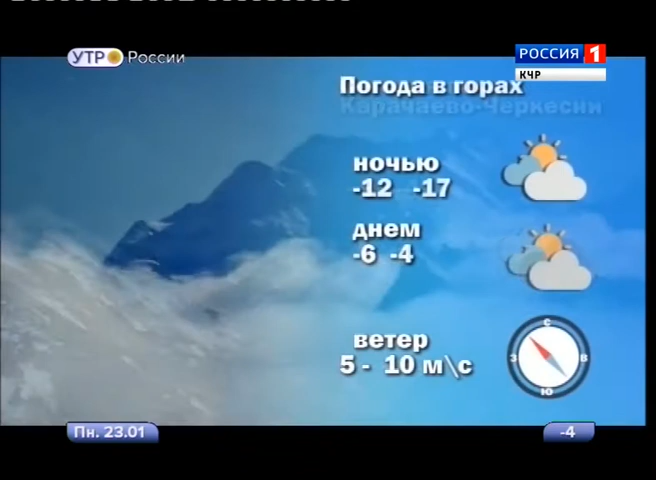 УТРО России
РОССИЯ 1
КЧР
Погода в горах
Карачаево-Черкесии
ночью
-12 -17
днем
-6 -4
ветер
5 - 10 м\с
С
З В
Ю
Пн. 23.01
-4